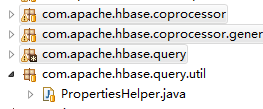 com.apache.hbase.coprocessor
com.apache.hbase.coprocessor.gener
com.apache.hbase.query
com.apache.hbase.query.util
PropertiesHelper.java